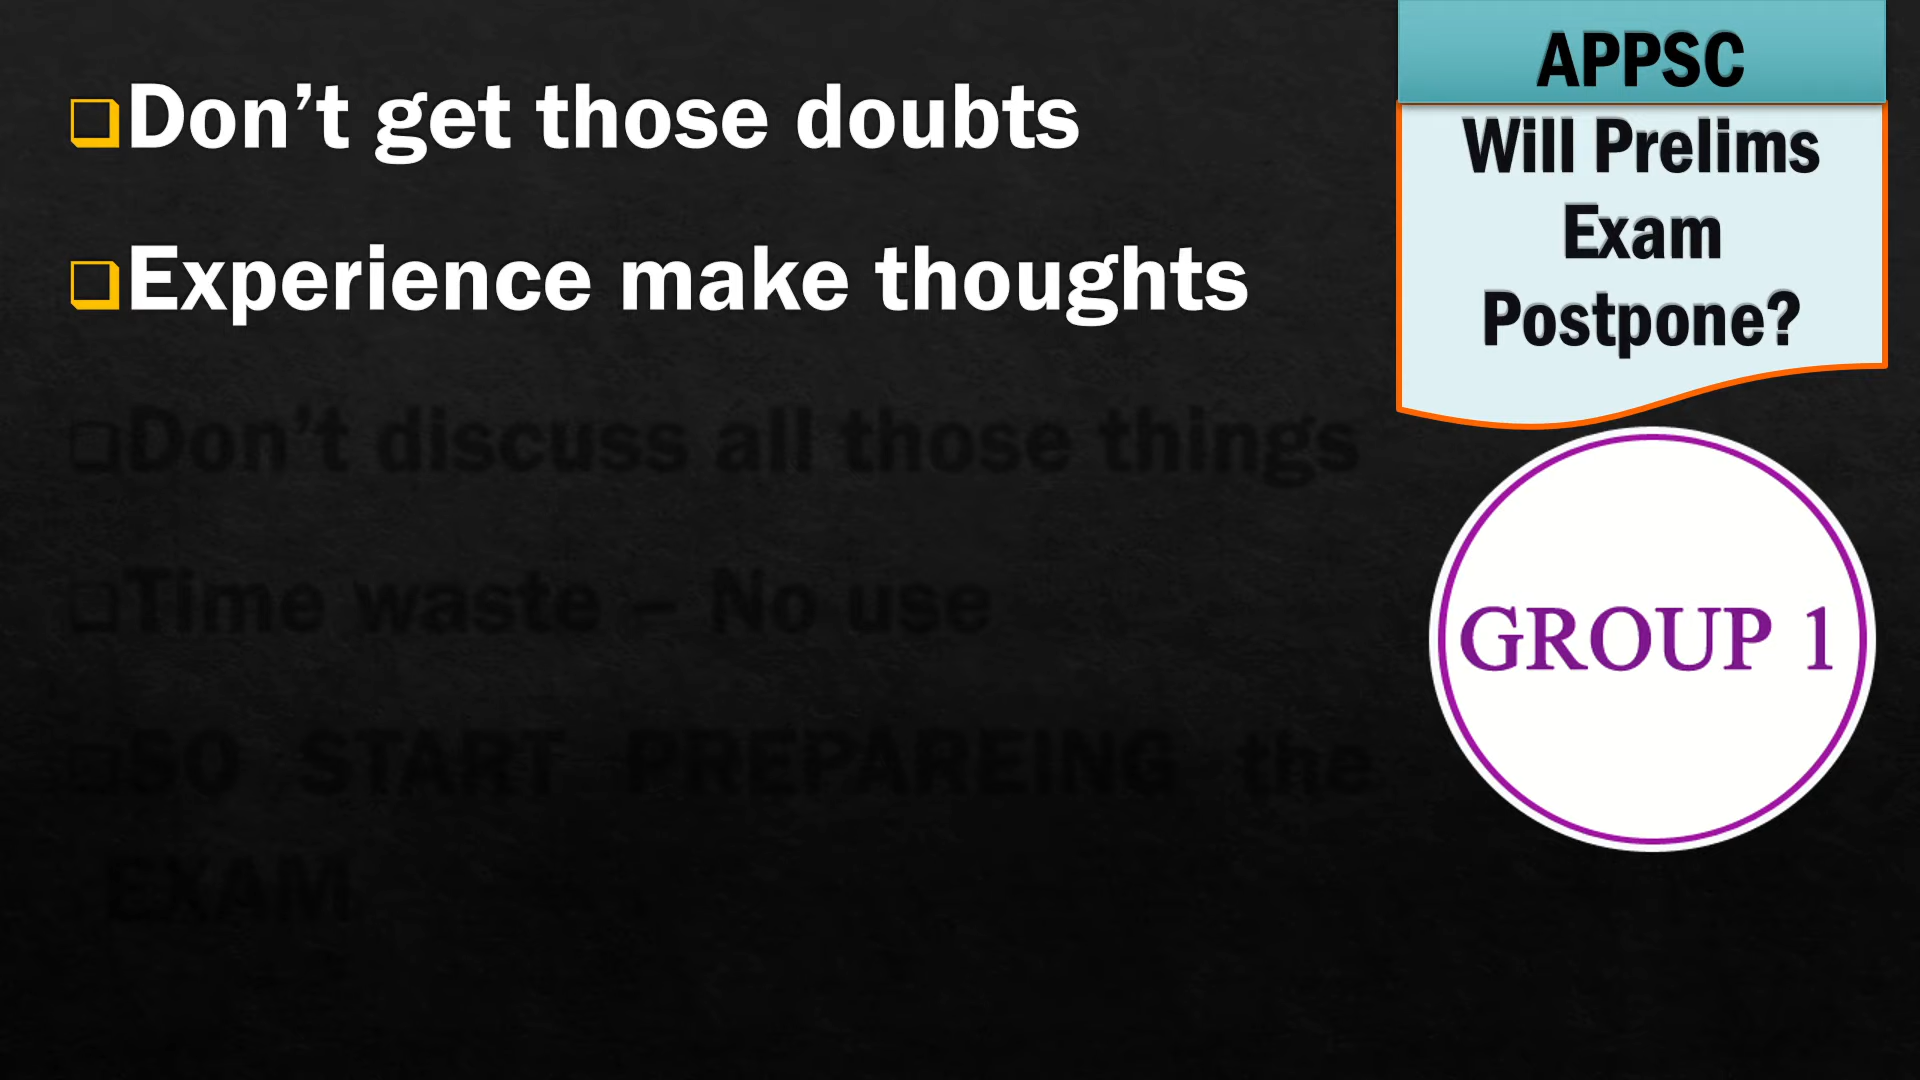 Don’t get those doubts
Experience make thoughts
Don’t discuss all those things
Time waste – No use
SO START PREPAREING the
EXAM
APPSC
Will Prelims
Exam
Postpone?
GROUP 1